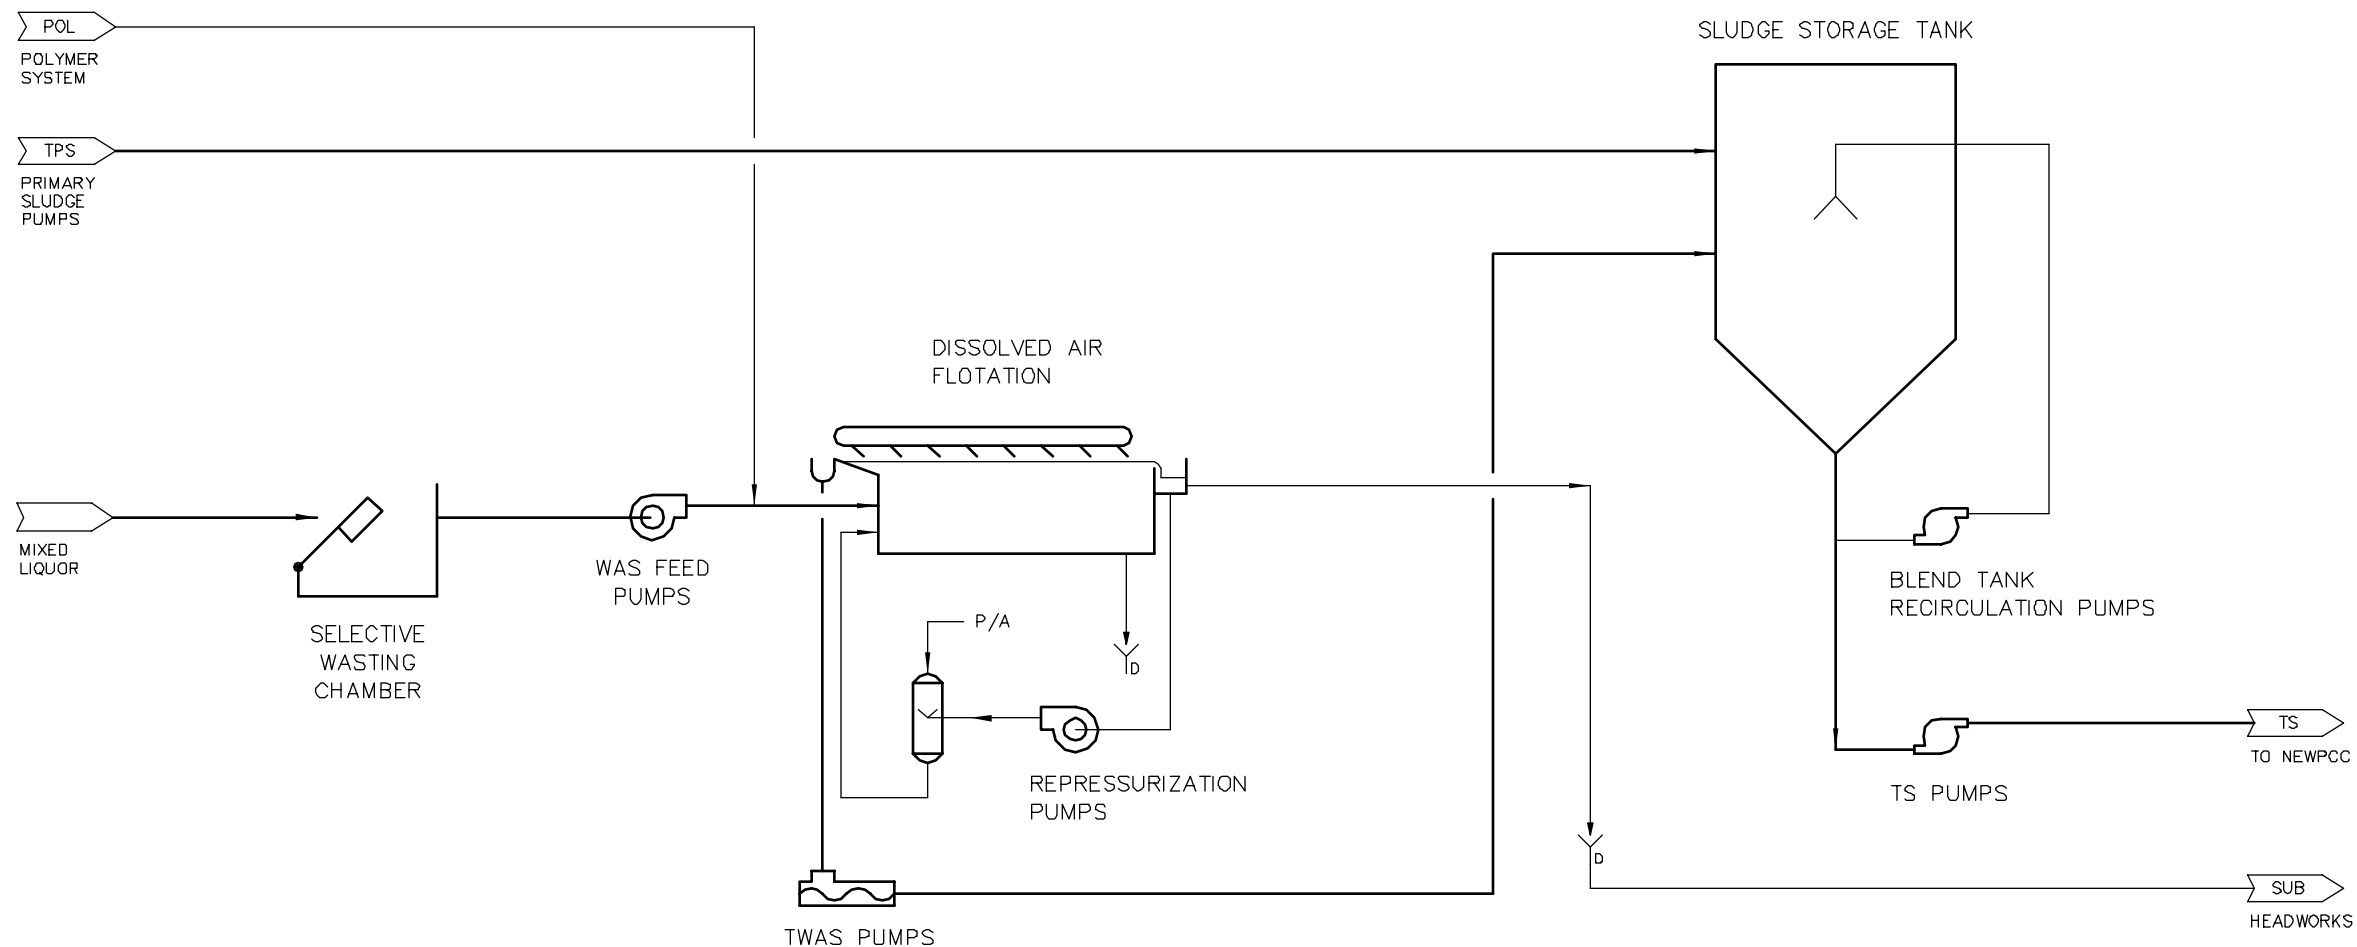 POL
POLYMER
SYSTEM
SLUDGE STORAGE TANK
TPS
PRIMARY
SLUDGE
PUMPS
DISSOLVED AIR
FLOTATION
MIXED
LIQUOR
SELECTIVE
WASTING
CHAMBER
WAS FEED
PUMPS
P/A
D
REPRESSURIZATION
PUMPS
BLEND TANK
RECIRCULATION PUMPS
TS
TO NEWPCC
TS PUMPS
D
SUB
HEADWORKS
TWAS PUMPS